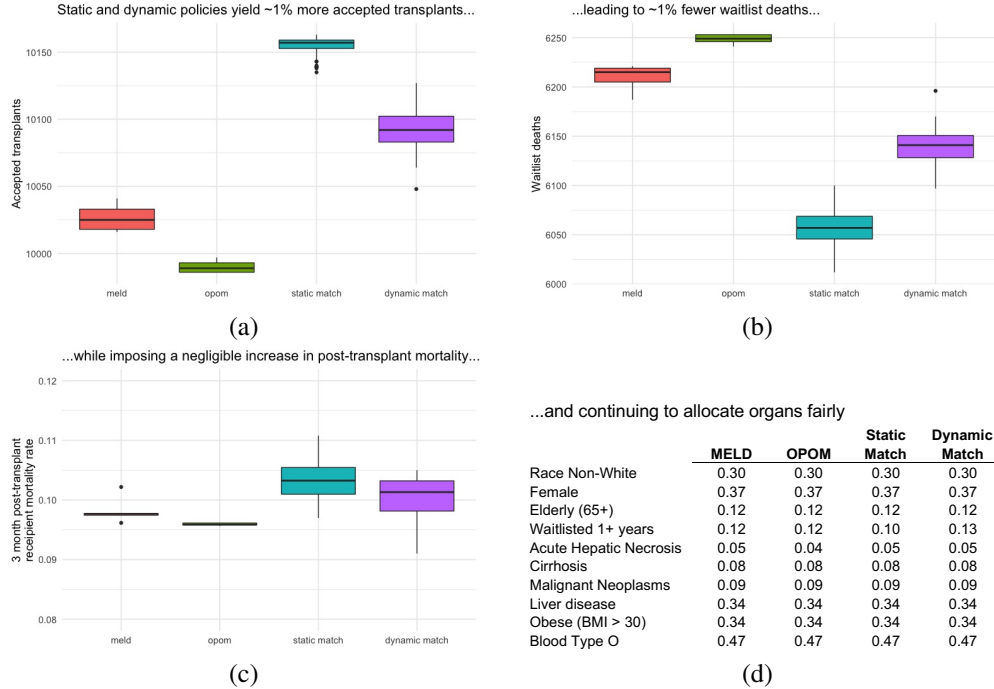 Static and dynamic policies yield ~1% more accepted transplants...
Accepted transplants
10150
10100
10050
10000
meld opom static match dynamic match
(a)
...leading to ~1% fewer waitlist deaths...
Waitlist deaths
6250
6200
6150
6100
6050
6000
meld opom static match dynamic match
(b)
...while imposing a negligible increase in post-transplant mortality...
3 month post-transplant
receipient mortality rate
0.12
0.11
0.10
0.09
0.08
meld opom static match dynamic match
(c)
...and continuing to allocate organs fairly
Static Dynamic
MELD OPOM Match Match
Race Non-White 0.30 0.30 0.30 0.30
Female 0.37 0.37 0.37 0.37
Elderly (65+) 0.12 0.12 0.12 0.12
Waitlisted 1+ years 0.12 0.12 0.10 0.13
Acute Hepatic Necrosis 0.05 0.04 0.05 0.05
Cirrhosis 0.08 0.08 0.08 0.08
Malignant Neoplasms 0.09 0.09 0.09 0.09
Liver disease 0.34 0.34 0.34 0.34
Obese (BMI > 30) 0.34 0.34 0.34 0.34
Blood Type O 0.47 0.47 0.47 0.47
(d)